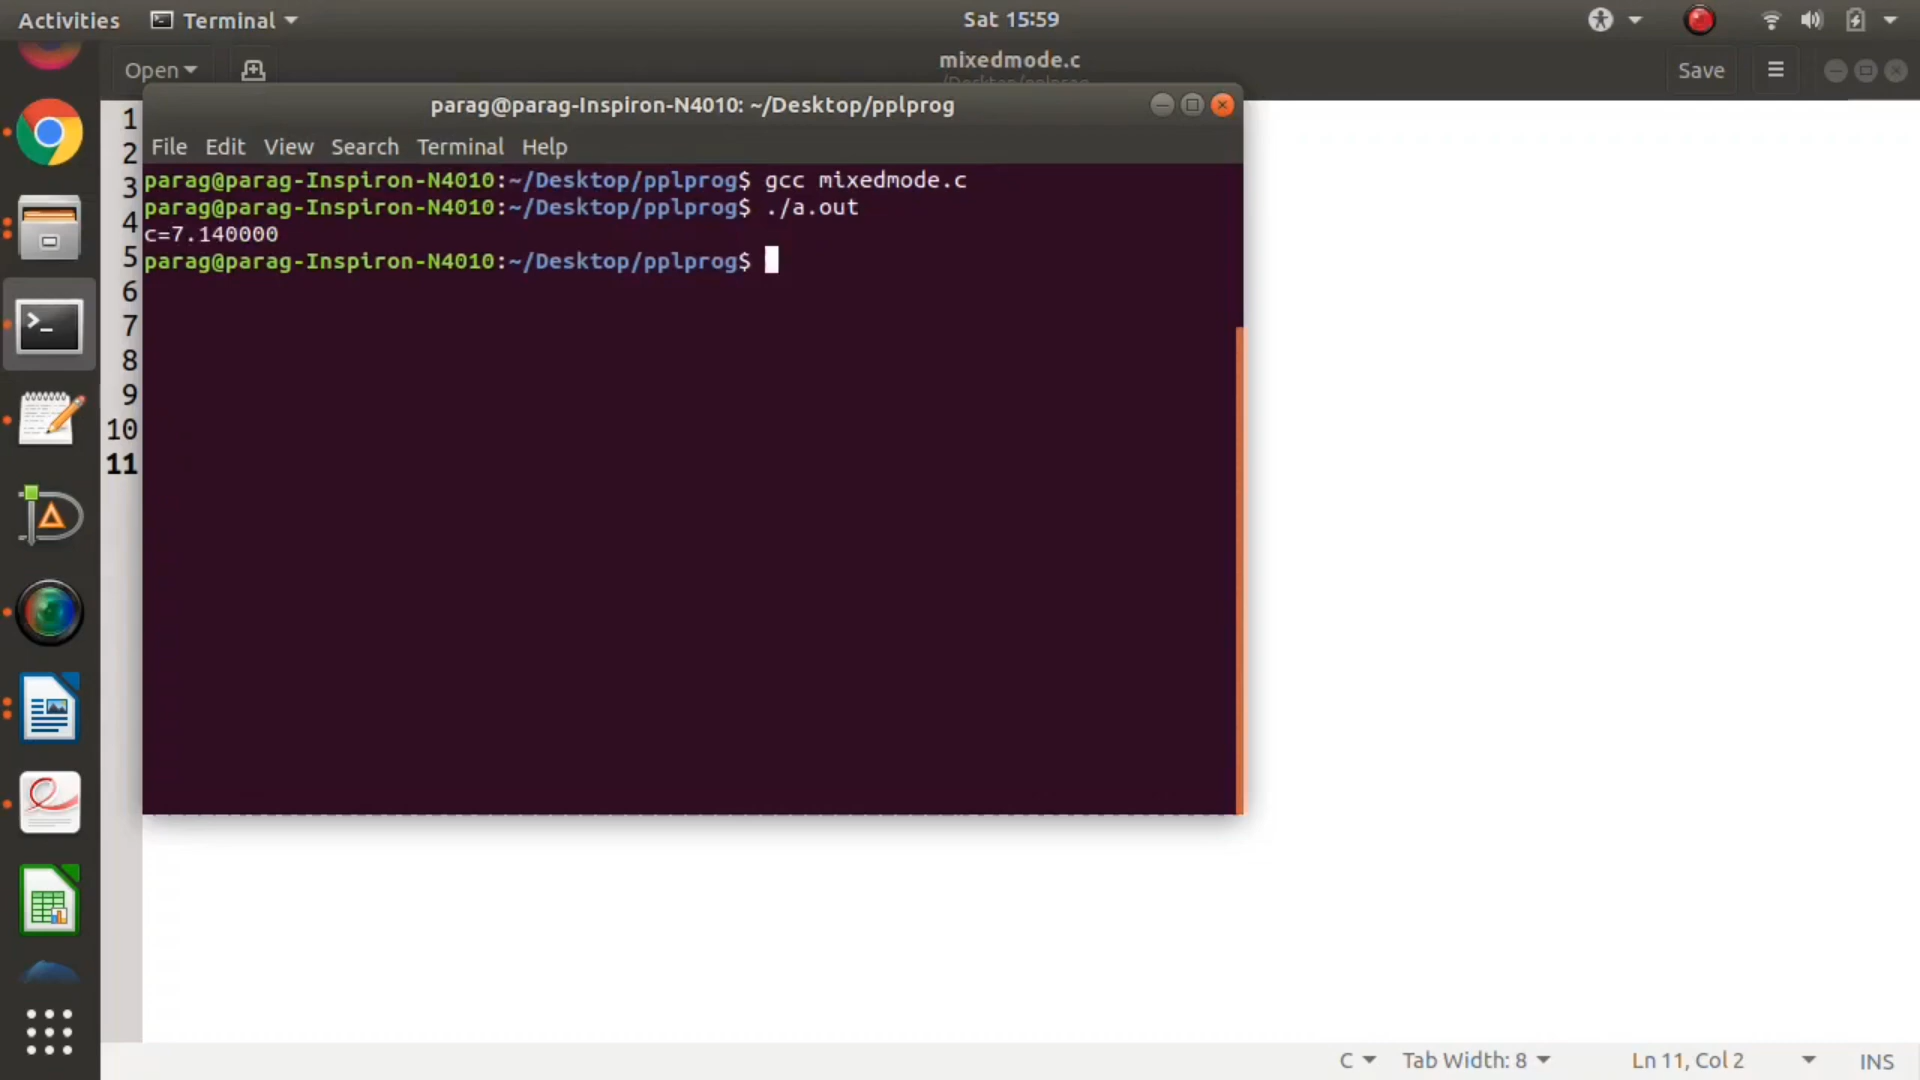 Activities Terminal Sat 15:59
Open mixedmode.c Save
parag@parag-Inspiron-N4010: ~/Desktop/pplprog
File Edit View Search Terminal Help
parag@parag-Inspiron-N4010:~/Desktop/pplprog$ gcc mixedmode.c
parag@parag-Inspiron-N4010:~/Desktop/pplprog$ ./a.out
c=7.140000
parag@parag-Inspiron-N4010:~/Desktop/pplprog$
1
2
3
4
5
6
7
8
9
10
11
C Tab Width: 8 Ln 11, Col 2 INS